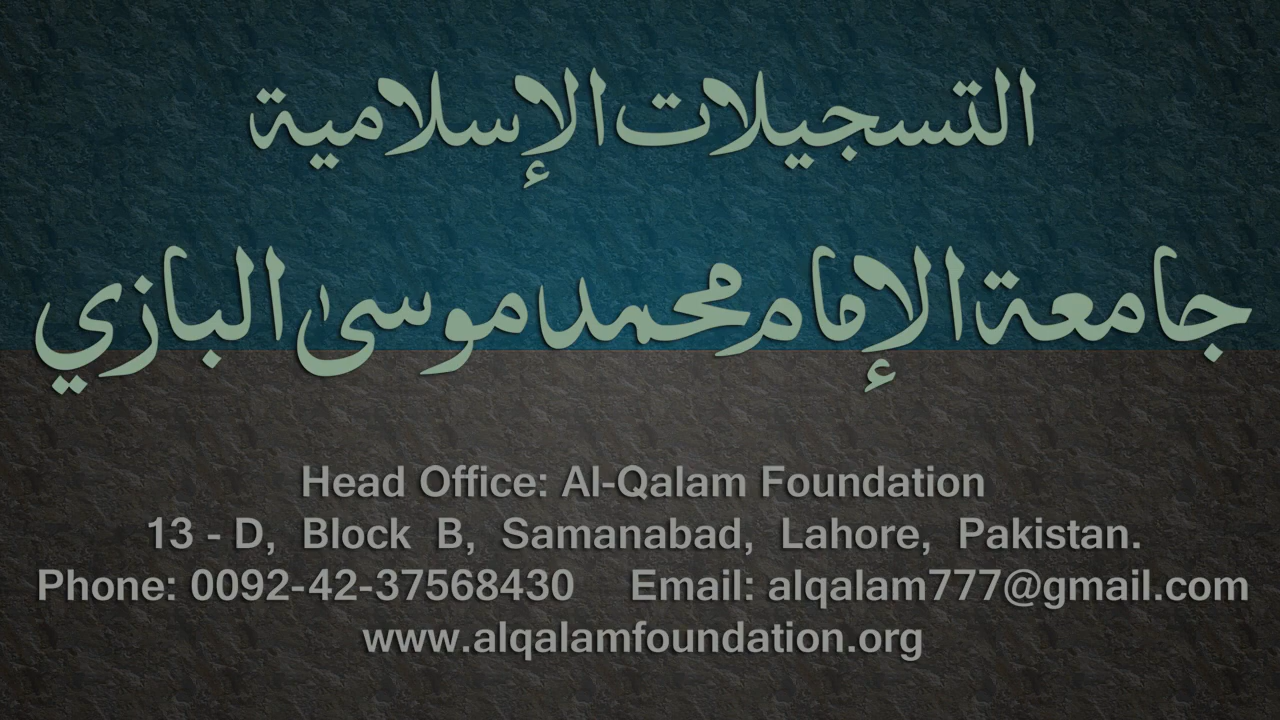 التسجيلات الإسلامية
جامعة الإمام محمد موسىٰ البازي
Head Office: Al-Qalam Foundation
13 - D, Block B, Samanabad, Lahore, Pakistan.
Phone: 0092-42-37568430 Email: alqalam777@gmail.com
www.alqalamfoundation.org